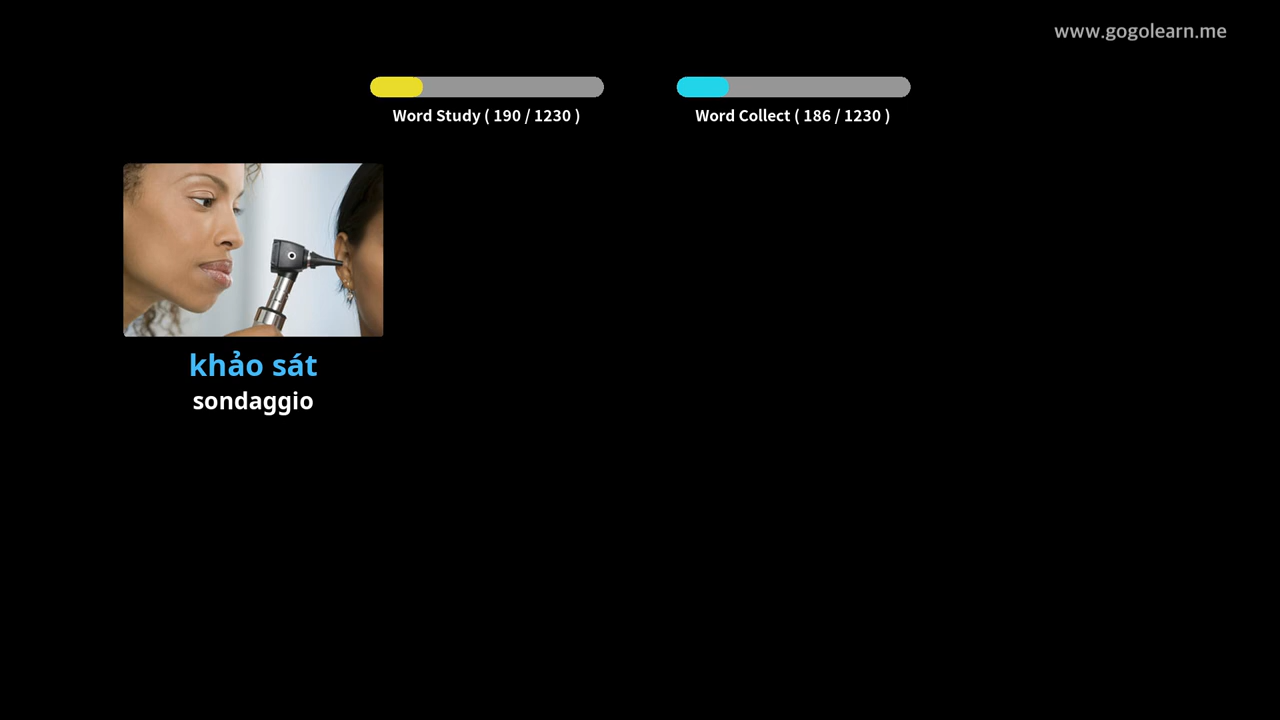 www.gogolearn.me
Word Study ( 190 / 1230 )
Word Collect ( 186 / 1230 )
khảo sát
sondaggio